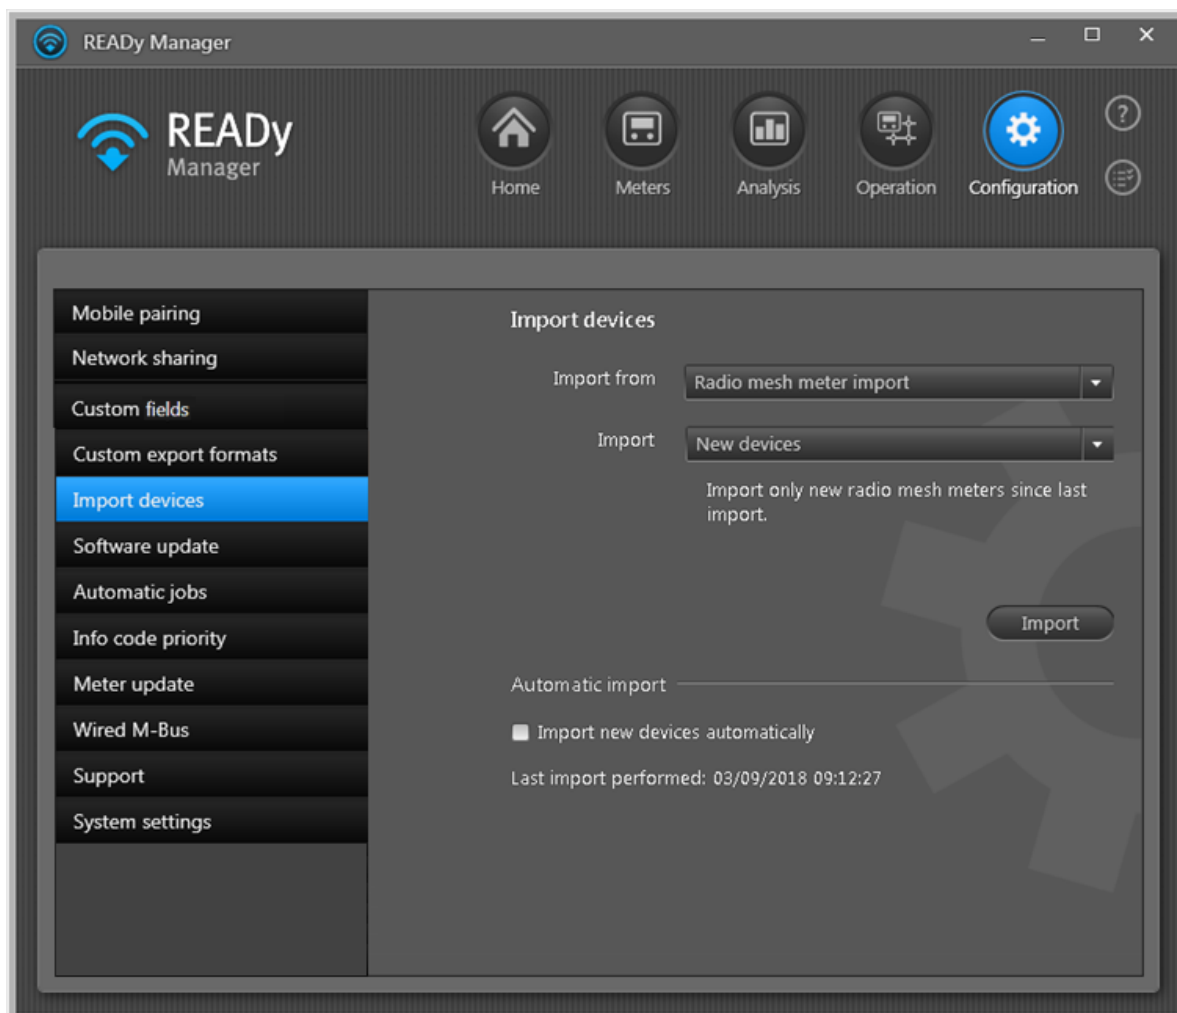 READy Manager
READy
Manager
Home
Meters
Analysis
Operation
Configuration
?
Mobile pairing
Network sharing
Custom fields
Custom export formats
Import devices
Software update
Automatic jobs
Info code priority
Meter update
Wired M-Bus
Support
System settings
Import devices
Import from
Radio mesh meter import
Import
New devices
Import only new radio mesh meters since last
import.
Import
Automatic import
Import new devices automatically
Last import performed: 03/09/2018 09:12:27